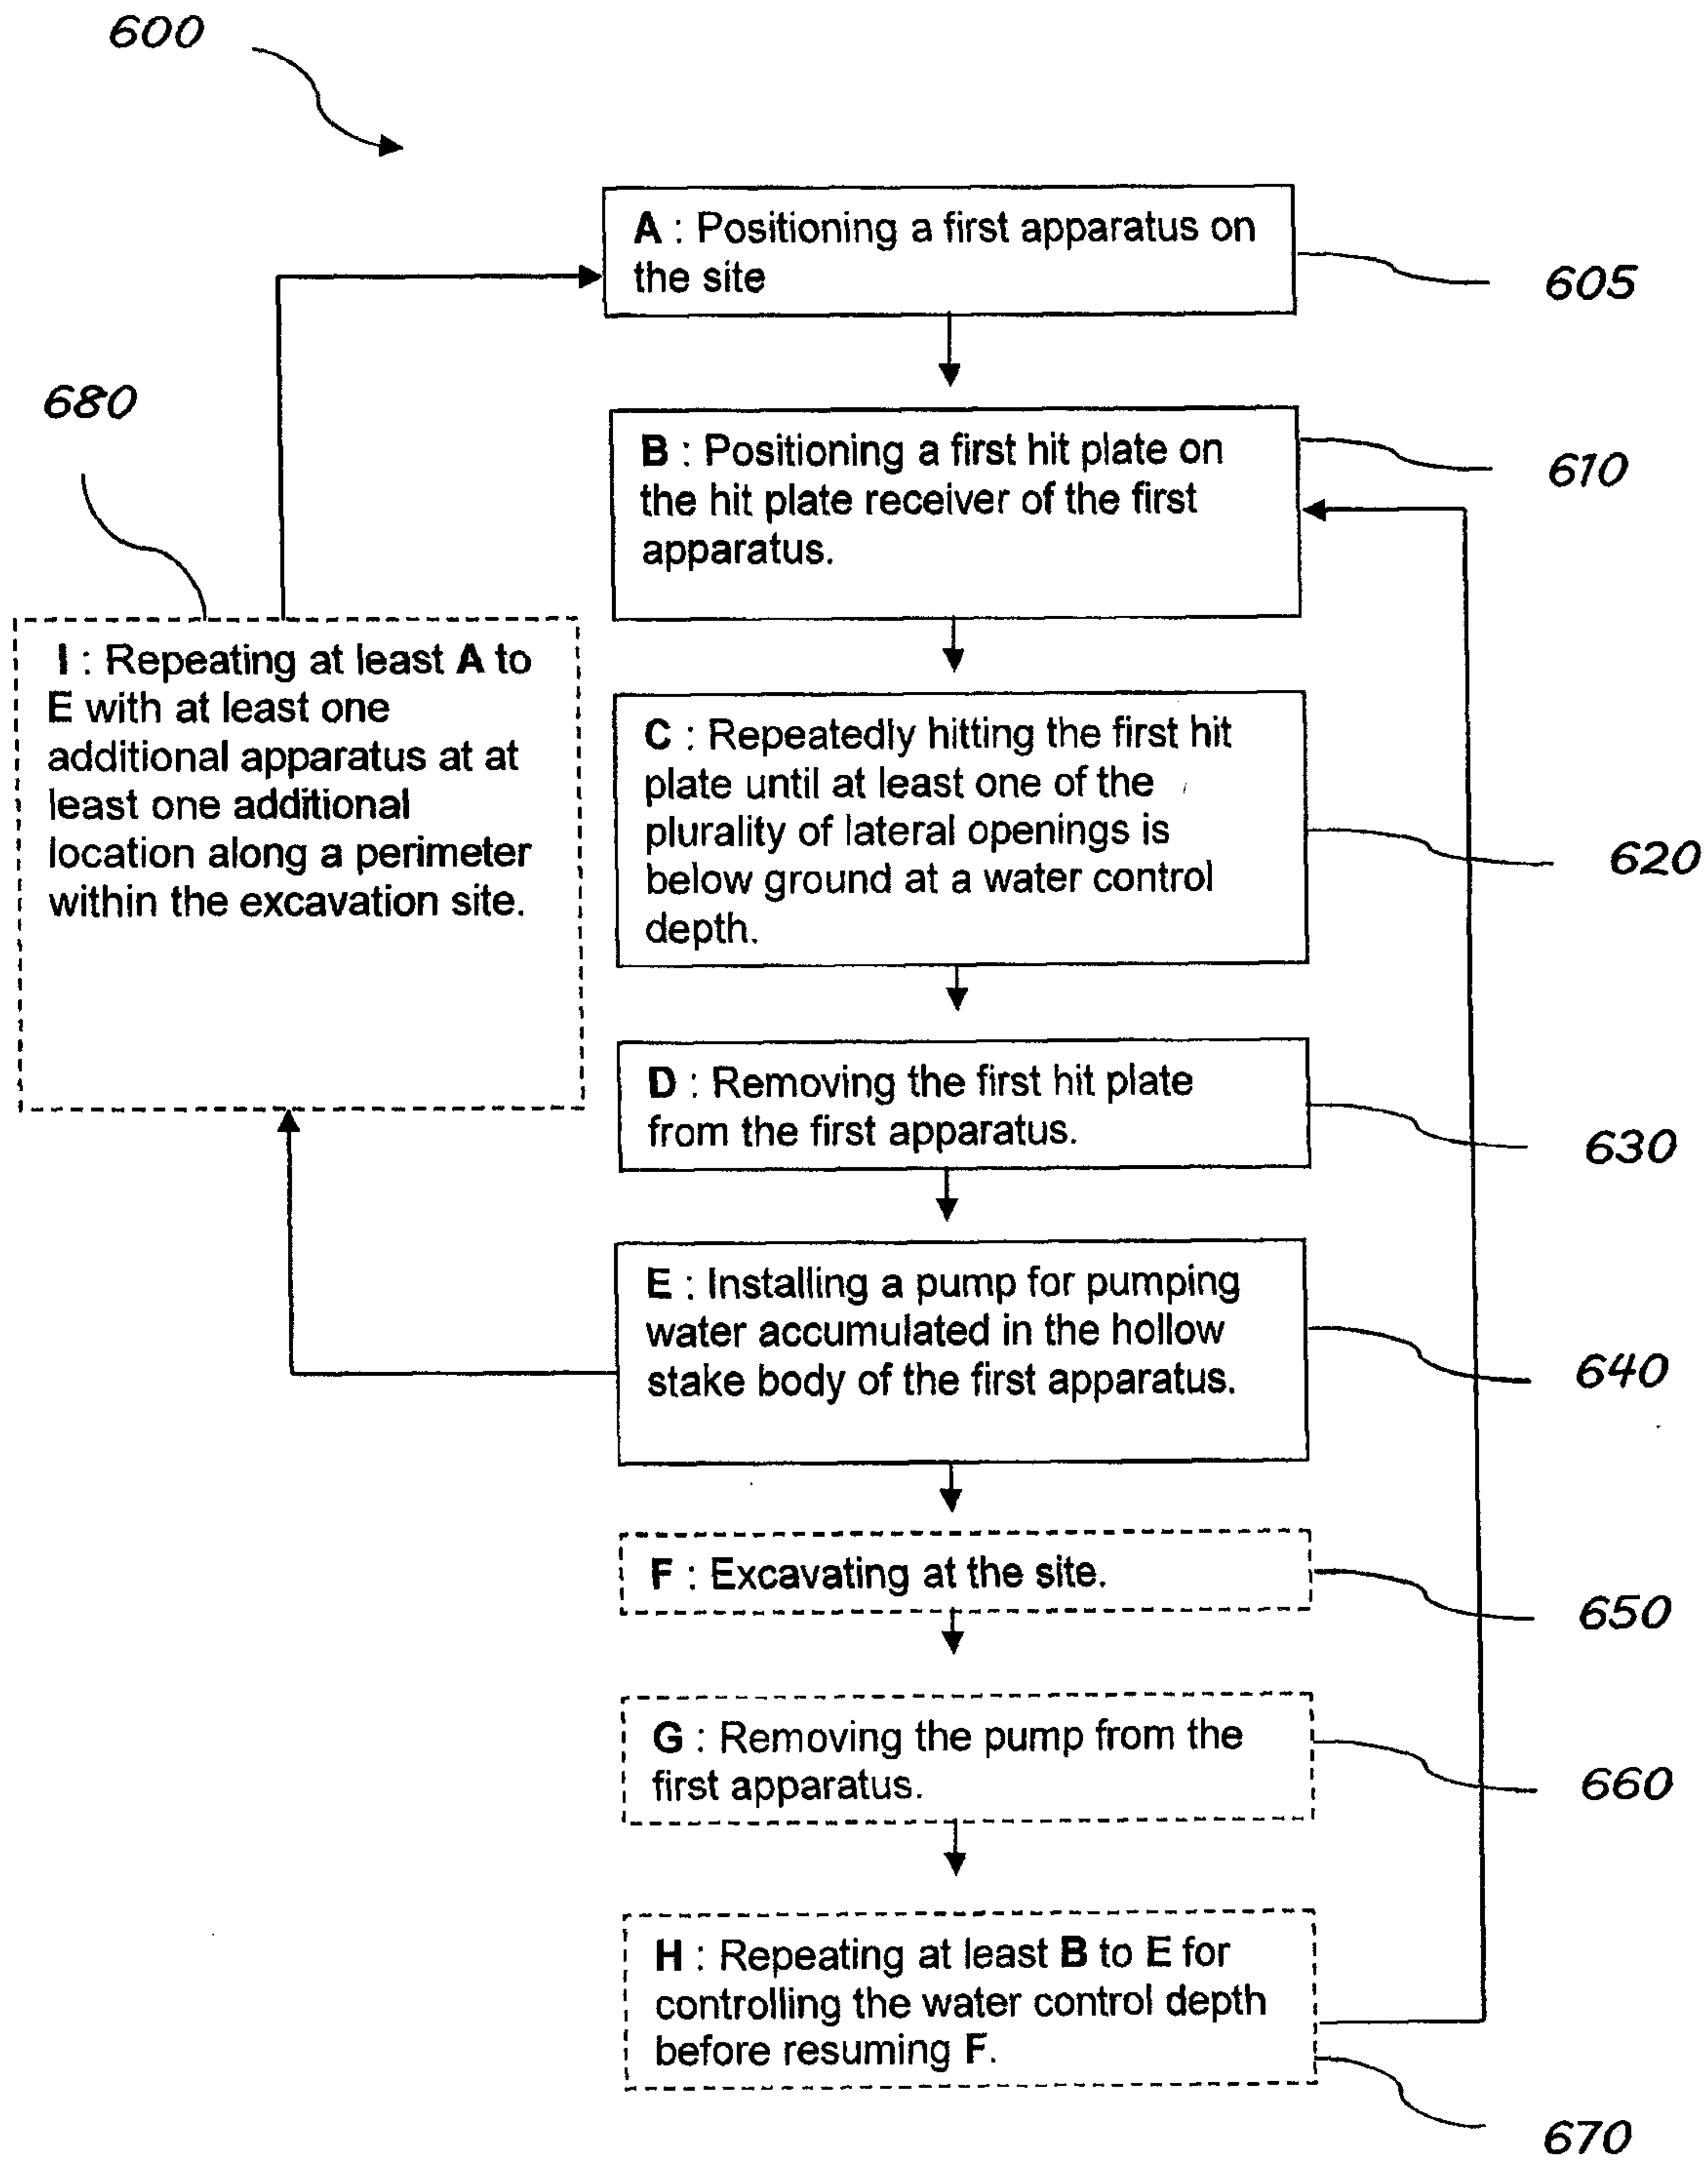 600
A : Positioning a first apparatus on
the site
605
680
B : Positioning a first hit plate on
the hit plate receiver of the first
apparatus.
610
I : Repeating at least A to
E with at least one
additional apparatus at at
least one additional
location along a perimeter
within the excavation site.
C : Repeatedly hitting the first hit
plate until at least one of the
plurality of lateral openings is
below ground at a water control
depth.
620
D : Removing the first hit plate
from the first apparatus.
630
E : Installing a pump for pumping
water accumulated in the hollow
stake body of the first apparatus.
640
F : Excavating at the site.
650
G : Removing the pump from the
first apparatus.
660
H : Repeating at least B to E for
controlling the water control depth
before resuming F.
670